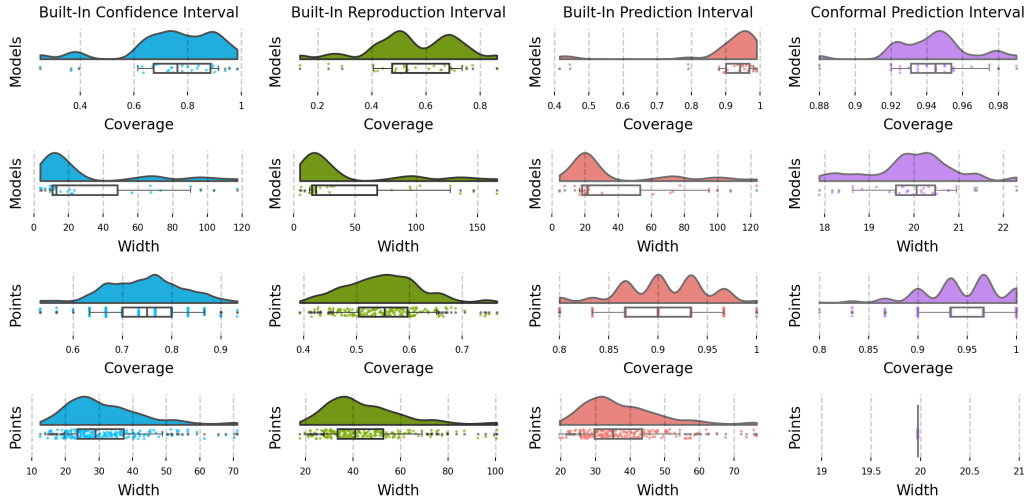 Built-In Confidence Interval Built-In Reproduction Interval Built-In Prediction Interval Conformal Prediction Interval
Models Models Models Models
0.4 0.6 0.8 1 0.2 0.4 0.6 0.8 0.4 0.5 0.6 0.7 0.8 0.9 1 0.88 0.9 0.92 0.94 0.96 0.98
Coverage Coverage Coverage Coverage
Models Models Models Models
0 20 40 60 80 100 120 0 50 100 150 0 20 40 60 80 100 120 18 19 20 21 22
Width Width Width Width
Points Points Points Points
0.6 0.7 0.8 0.9 0.4 0.5 0.6 0.7 0.8 0.85 0.9 0.95 1 0.8 0.85 0.9 0.95 1
Coverage Coverage Coverage Coverage
Points Points Points Points
10 20 30 40 50 60 70 20 40 60 80 100 20 30 40 50 60 70 19 19.5 20 20.5 21
Width Width Width Width